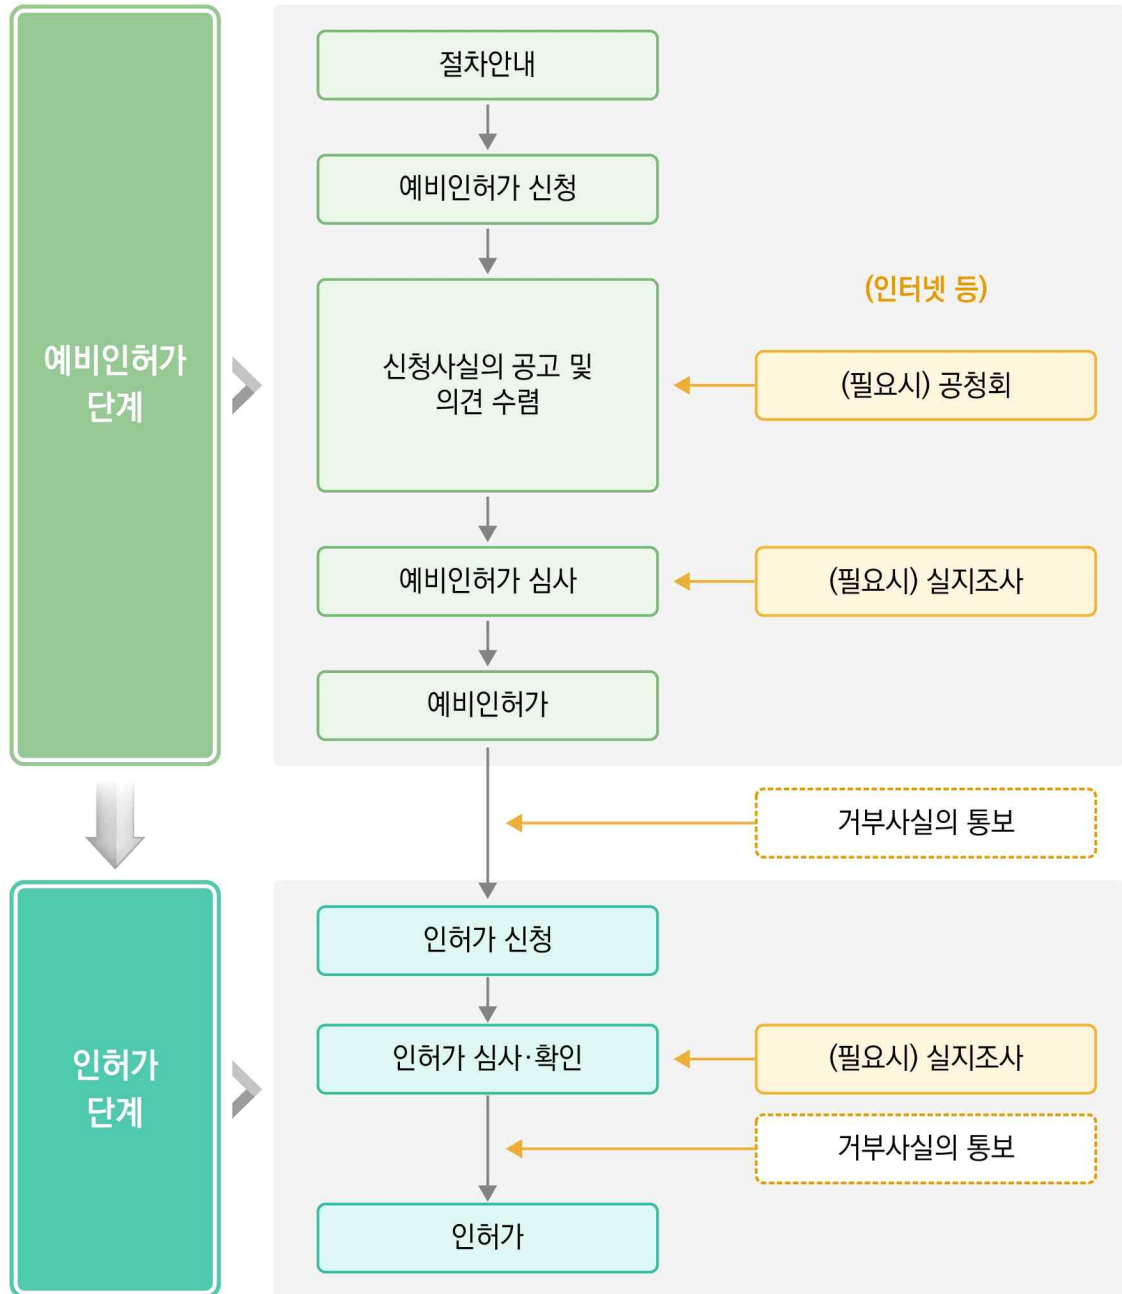 예비인허가
단계
절차안내
예비인허가 신청
(인터넷 등)
신청사실의 공고 및
의견 수렴
(필요시) 공청회
예비인허가 심사
(필요시) 실지조사
예비인허가
거부사실의 통보
인허가
단계
인허가 신청
인허가 심사·확인
(필요시) 실지조사
거부사실의 통보
인허가